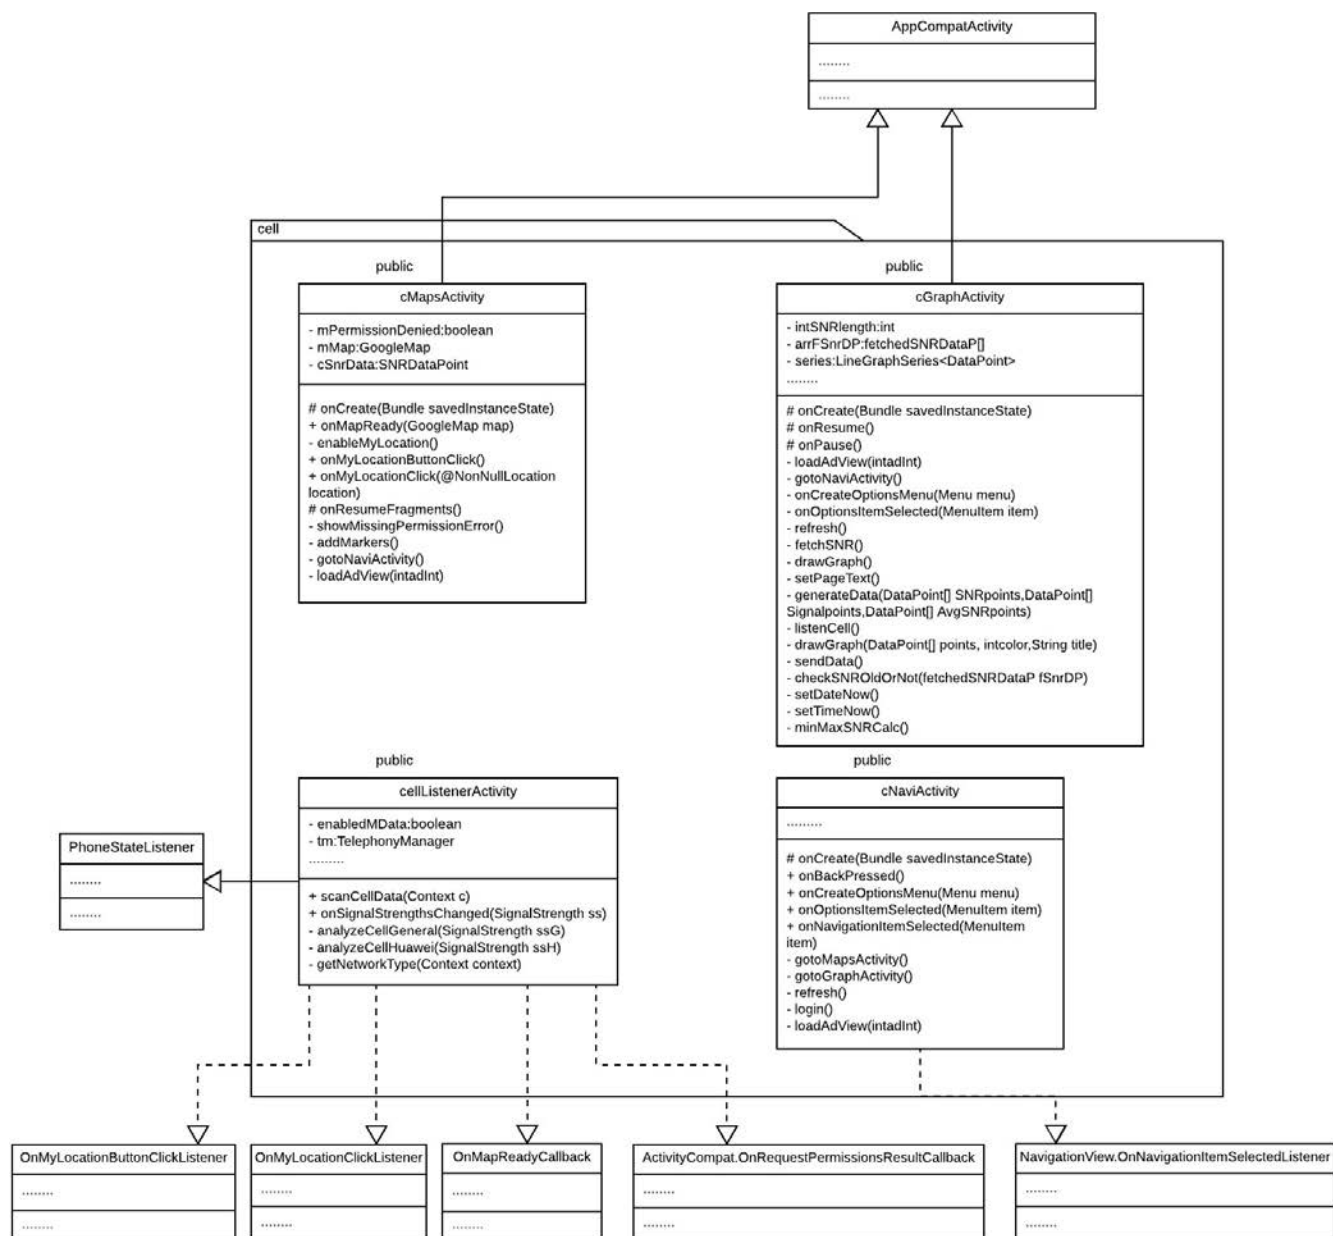 AppCompatActivity
........
........
cell
public
cMapsActivity
- mPermissionDenied:boolean
- mMap:GoogleMap
- cSnrData:SNRDataPoint
# onCreate(Bundle savedInstanceState)
+ onMapReady(GoogleMap map)
- enableMyLocation()
+ onMyLocationButtonClick()
+ onMyLocationClick(@NonNullLocation
location)
# onResumeFragments()
- showMissingPermissionError()
- addMarkers()
- gotoNaviActivity()
- loadAdView(intadInt)
public
cGraphActivity
- intSNRlength:int
- arrFSnrDP:fetchedSNRDataP[]
- series:LineGraphSeries<DataPoint>
........
# onCreate(Bundle savedInstanceState)
# onResume()
# onPause()
- loadAdView(intadInt)
- gotoNaviActivity()
- onCreateOptionsMenu(Menu menu)
- onOptionsItemSelected(MenuItem item)
- refresh()
- fetchSNR()
- drawGraph()
- setPageText()
- generateData(DataPoint[] SNRpoints,DataPoint[]
Signalpoints,DataPoint[] AvgSNRpoints)
- listenCell()
- drawGraph(DataPoint[] points, intcolor,String title)
- sendData()
- checkSNROldOrNot(fetchedSNRDataP fSnrDP)
- setDateNow()
- setTimeNow()
- minMaxSNRCalc()
PhoneStateListener
........
........
public
cellListenerActivity
- enabledMData:boolean
- tm:TelephonyManager
.........
+ scanCellData(Context c)
+ onSignalStrengthsChanged(SignalStrength ss)
- analyzeCellGeneral(SignalStrength ssG)
- analyzeCellHuawei(SignalStrength ssH)
- getNetworkType(Context context)
public
cNaviActivity
.........
# onCreate(Bundle savedInstanceState)
+ onBackPressed()
+ onCreateOptionsMenu(Menu menu)
+ onOptionsItemSelected(MenuItem item)
+ onNavigationItemSelected(MenuItem
item)
- gotoMapsActivity()
- gotoGraphActivity()
- refresh()
- login()
- loadAdView(intadInt)
OnMyLocationButtonClickListener
........
........
OnMyLocationClickListener
........
........
OnMapReadyCallback
........
........
ActivityCompat.OnRequestPermissionsResultCallback
........
........
NavigationView.OnNavigationItemSelectedListener
........
........